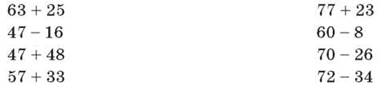 63 + 25
47 – 16
47 + 48
57 + 33
77 + 23
60 – 8
70 – 26
72 – 34